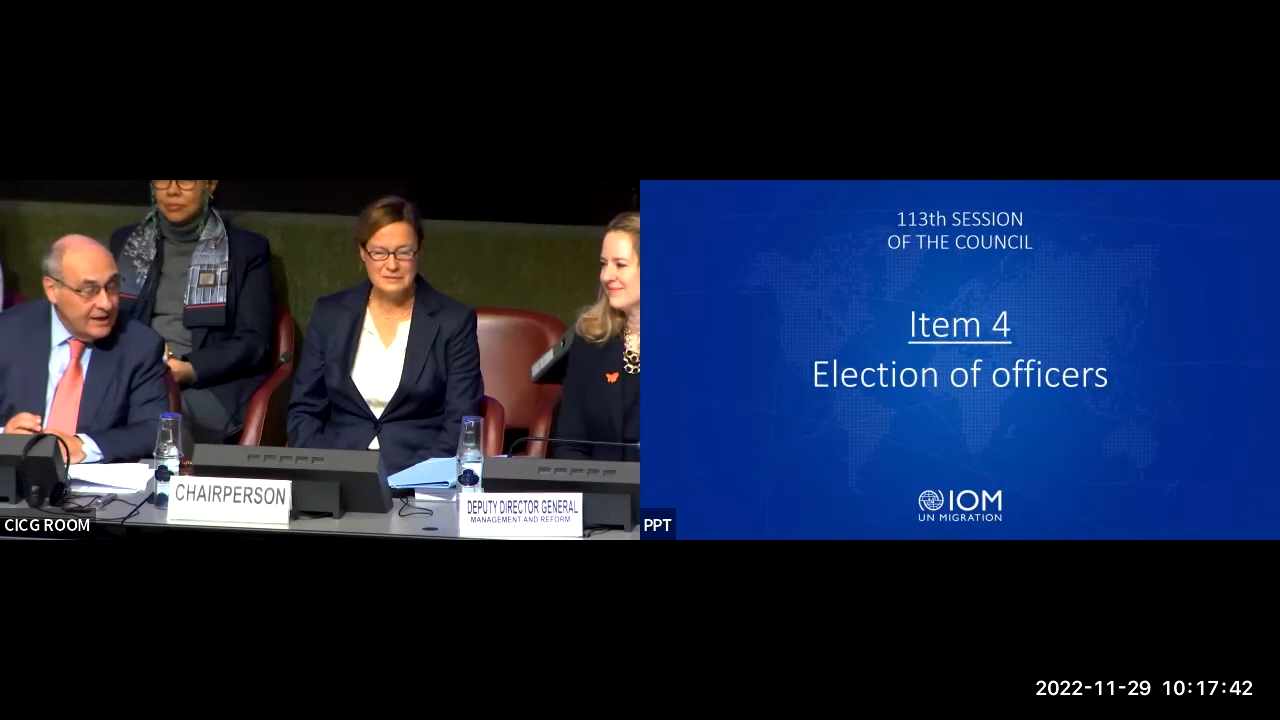 CHAIRPERSON
DEPUTY DIRECTOR GENERAL
MANAGEMENT AND REFORM
CICG ROOM
113th SESSION
OF THE COUNCIL
Item 4
Election of officers
IOM
UN MIGRATION
PPT
2022-11-29 10:17:42